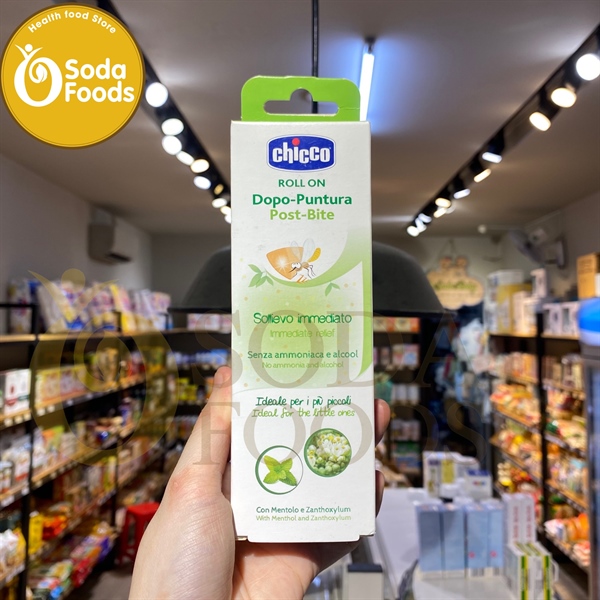 Health food Store
Soda
Foods
chicco
ROLL ON
Dopo-Puntura
Post-Bite
Sollievo immediato
Immediate relief
Senza ammoniaca e alcool
No ammonia and alcohol
Ideale per i più piccoli
Ideal for the little ones
SODA
FOODS
Con Mentolo e Zanthoxylum
With Menthol and Zanthoxylum